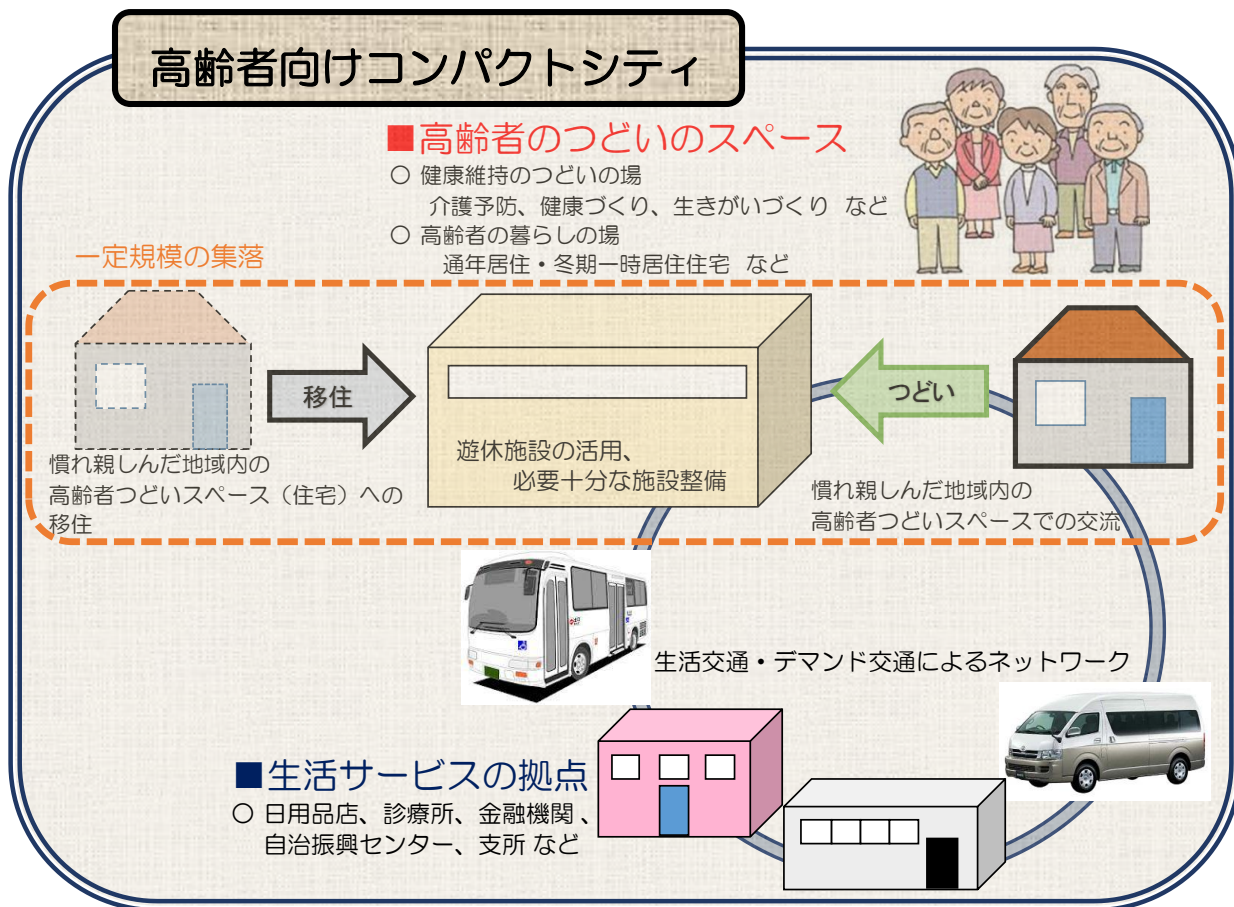 高齢者向けコンパクトシティ
■高齢者のつどいのスペース
○ 健康維持のつどいの場
介護予防、健康づくり、生きがいづくり など
○ 高齢者の暮らしの場
通年居住・冬期一時居住住宅 など
一定規模の集落
移住
つどい
遊休施設の活用、
必要十分な施設整備
慣れ親しんだ地域内の
高齢者つどいスペース（住宅）への
移住
慣れ親しんだ地域内の
高齢者つどいスペースでの交流
生活交通・デマンド交通によるネットワーク
■生活サービスの拠点
○ 日用品店、診療所、金融機関 、
自治振興センター、支所 など